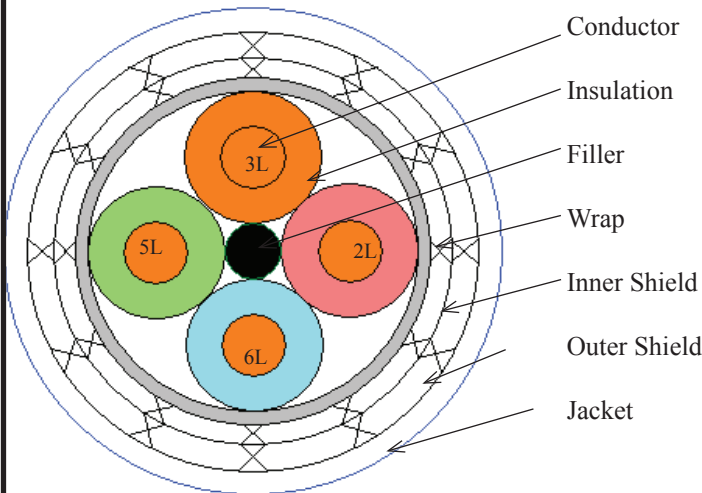 Conductor
Insulation
Filler
Wrap
Inner Shield
Outer Shield
Jacket
3L
5L
2L
6L